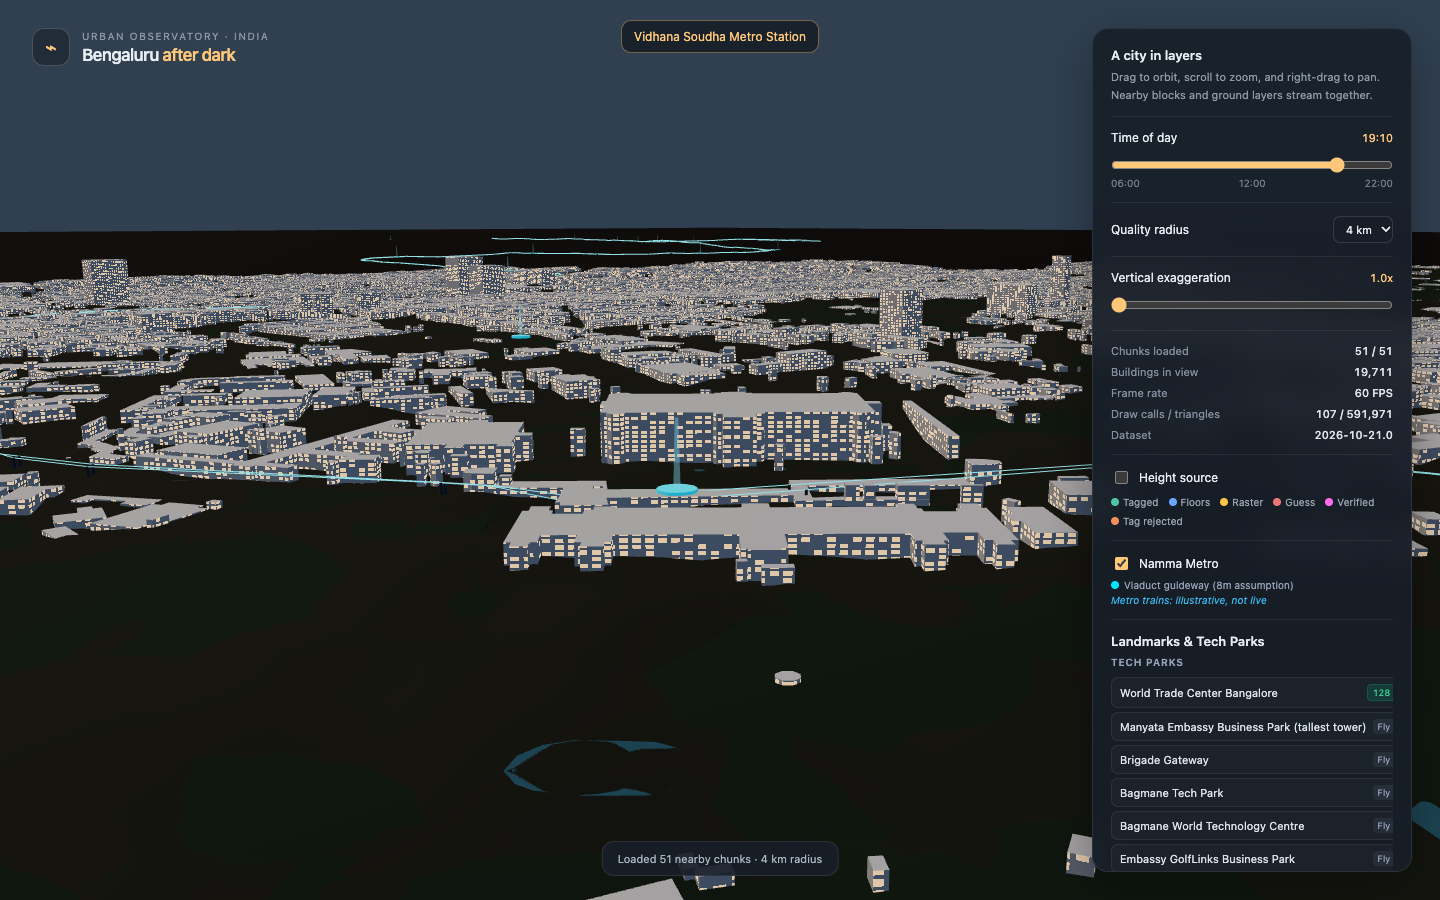 URBAN OBSERVATORY · INDIA
Bengaluru after dark
Vidhana Soudha Metro Station
A city in layers
Drag to orbit, scroll to zoom, and right-drag to pan.
Nearby blocks and ground layers stream together.
Time of day 19:10
06:00 12:00 22:00
Quality radius 4 km
Vertical exaggeration 1.0x
Chunks loaded 51 / 51
Buildings in view 19,711
Frame rate 60 FPS
Draw calls / triangles 107 / 591,971
Dataset 2026-10-21.0
Height source
Tagged Floors Raster Guess Verified
Tag rejected
Namma Metro
Viaduct guideway (8m assumption)
Metro trains: illustrative, not live
Landmarks & Tech Parks
TECH PARKS
World Trade Center Bangalore 128
Manyata Embassy Business Park (tallest tower) Fly
Brigade Gateway Fly
Bagmane Tech Park Fly
Bagmane World Technology Centre Fly
Embassy GolfLinks Business Park Fly
Loaded 51 nearby chunks · 4 km radius